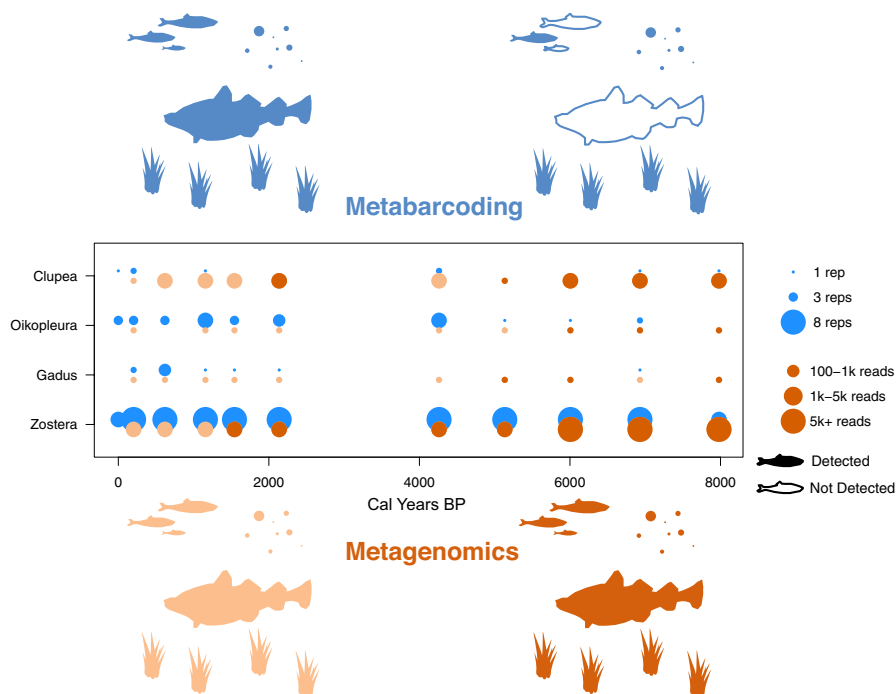 Metabarcoding
Clupea
Oikopleura
Gadus
Zostera
0 2000 4000 6000 8000
Cal Years BP
1 rep
3 reps
8 reps
100−1k reads
1k−5k reads
5k+ reads
Detected
Not Detected
Metagenomics